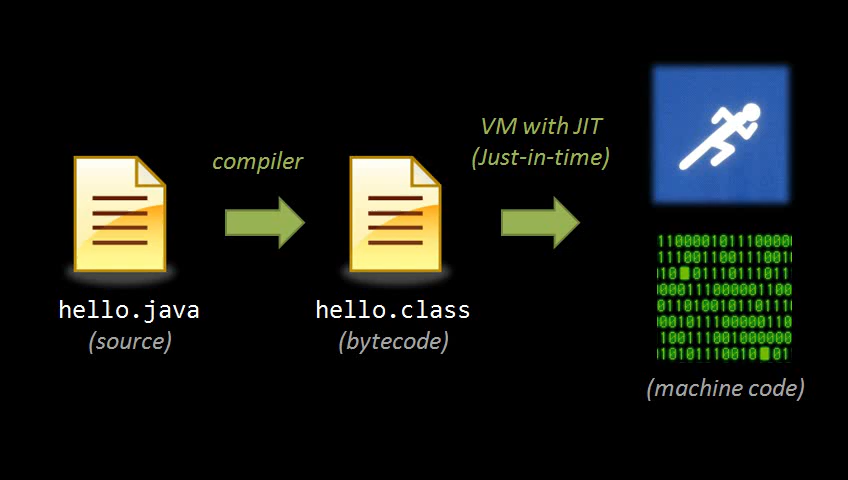 compiler
VM with JIT
(Just-in-time)
hello.java
(source)
hello.class
(bytecode)
(machine code)